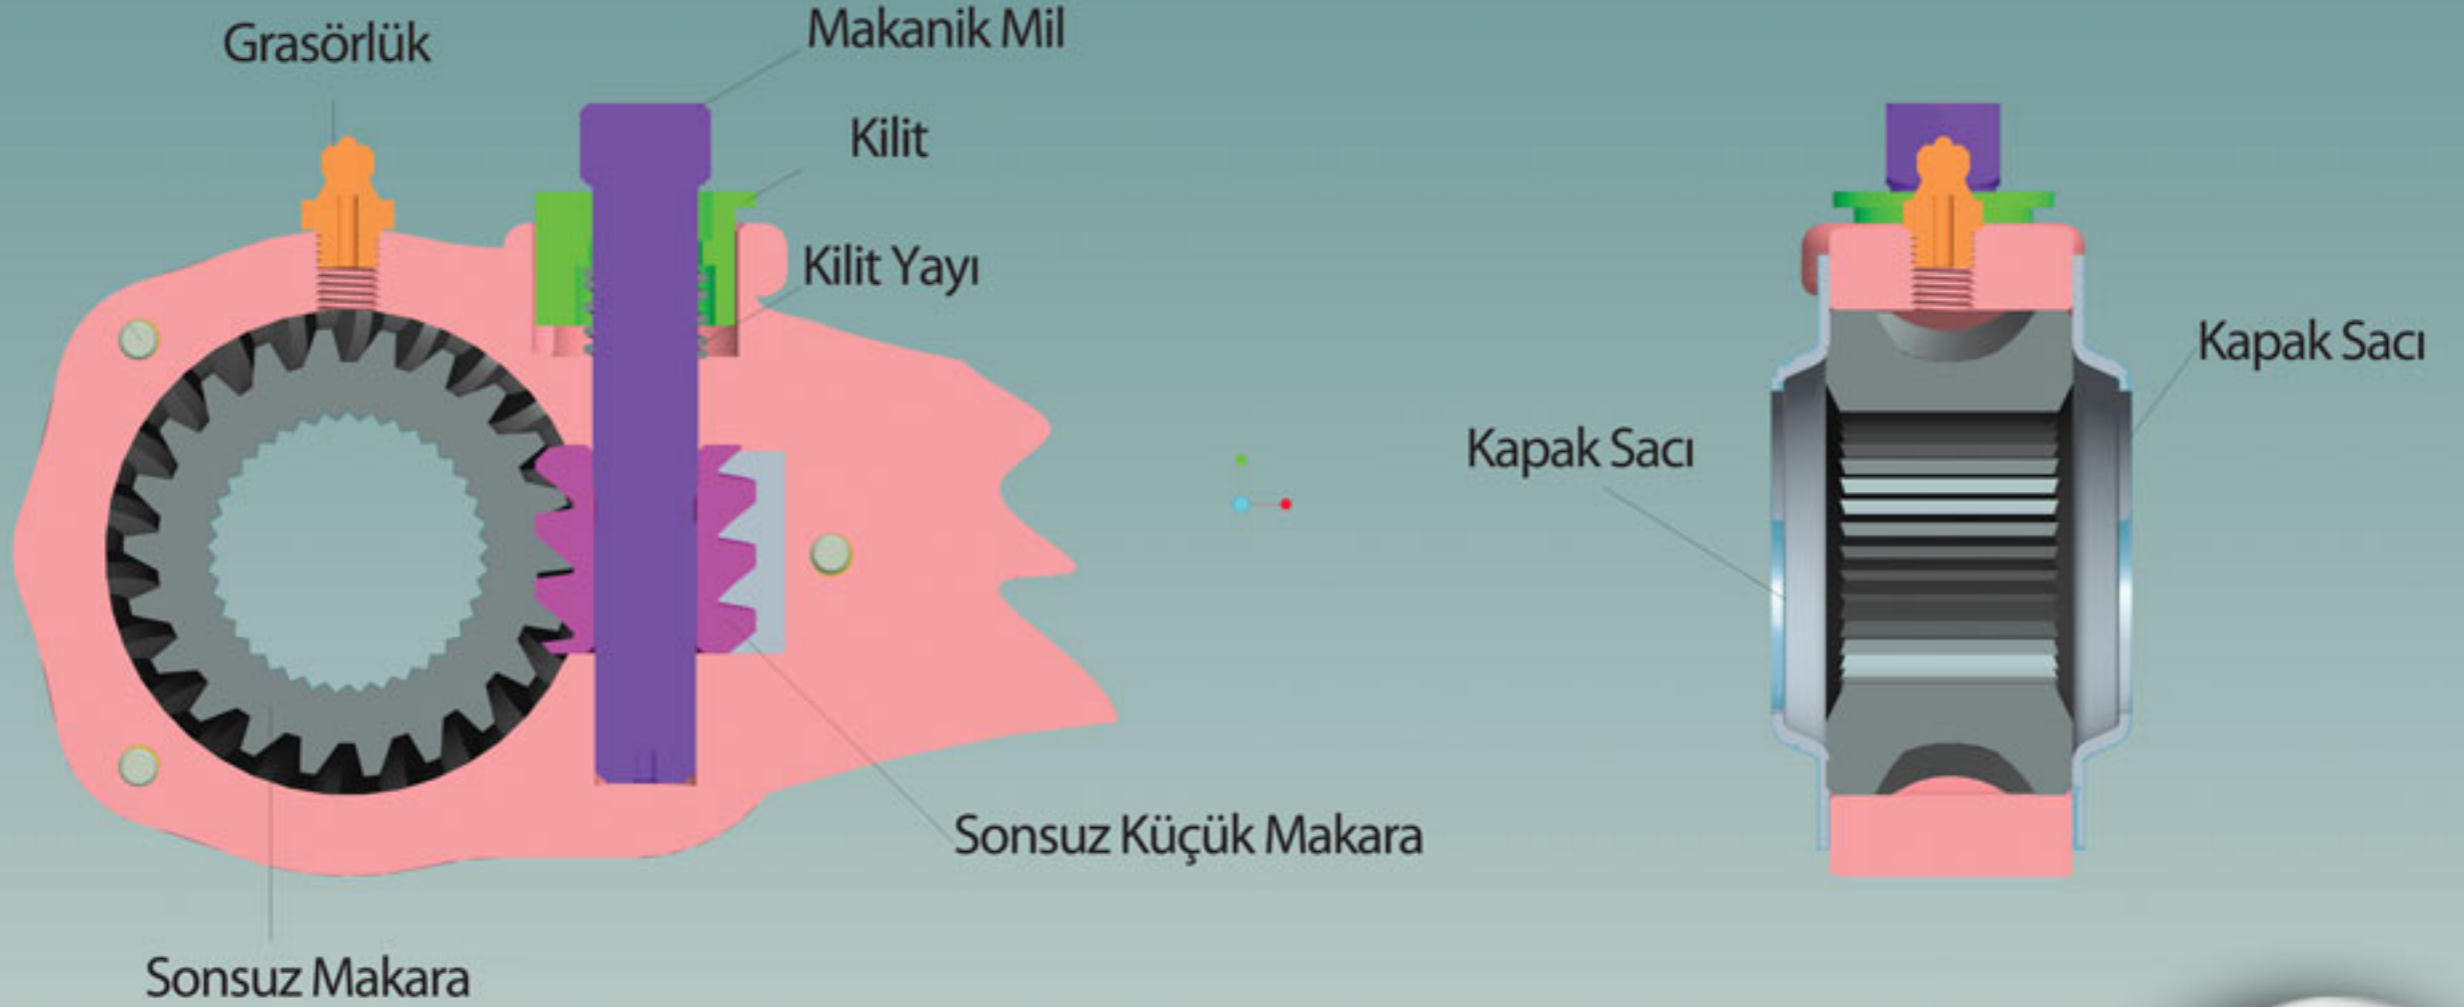 Grasörlük
Makanik Mil
Kilit
Kilit Yayı
Kapak Sacı
Kapak Sacı
Sonsuz Küçük Makara
Sonsuz Makara